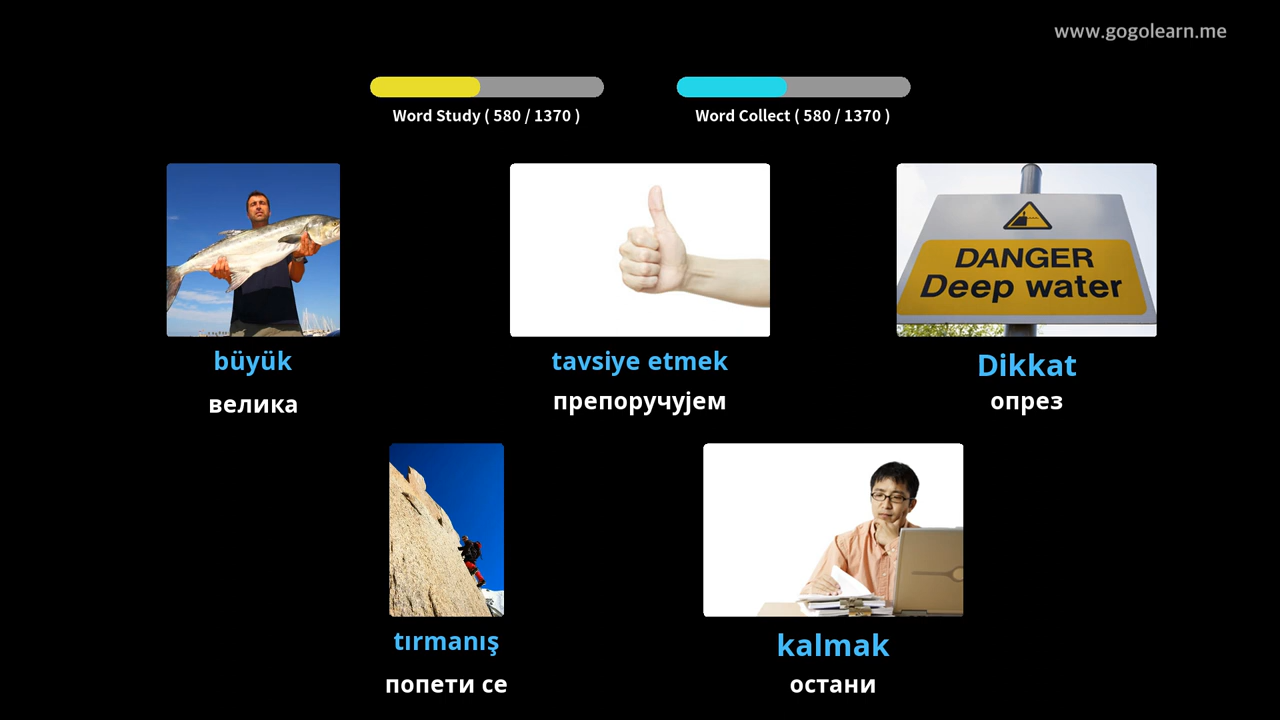 www.gogolearn.me
Word Study ( 580 / 1370 )
Word Collect ( 580 / 1370 )
DANGER
Deep water
büyük
tavsiye etmek
Dikkat
велика
препоручујем
опрез
tırmanış
kalmak
попети се
остани